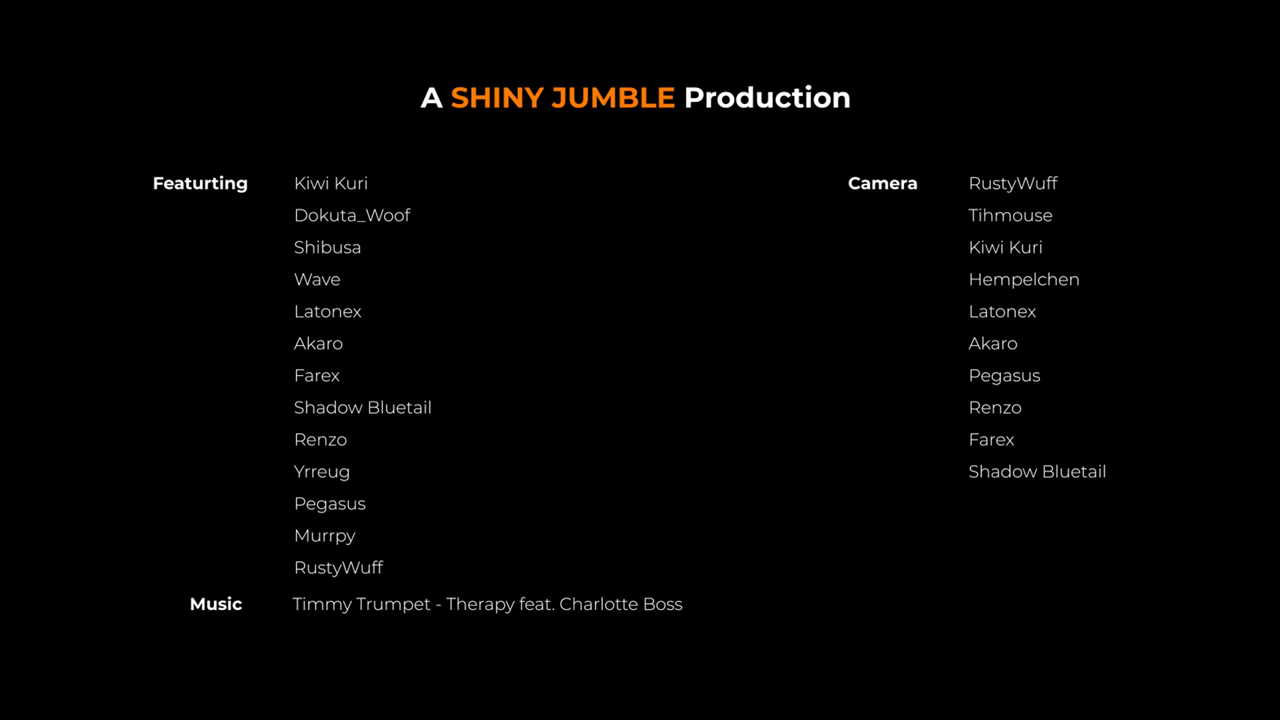 A SHINY JUMBLE Production
Featurting Kiwi Kuri
Dokuta_Woof
Shibusa
Wave
Latonex
Akaro
Farex
Shadow Bluetail
Renzo
Yrreug
Pegasus
Murrpy
RustyWuff
Music Timmy Trumpet - Therapy feat. Charlotte Boss
Camera RustyWuff
Tihmouse
Kiwi Kuri
Hempelchen
Latonex
Akaro
Pegasus
Renzo
Farex
Shadow Bluetail